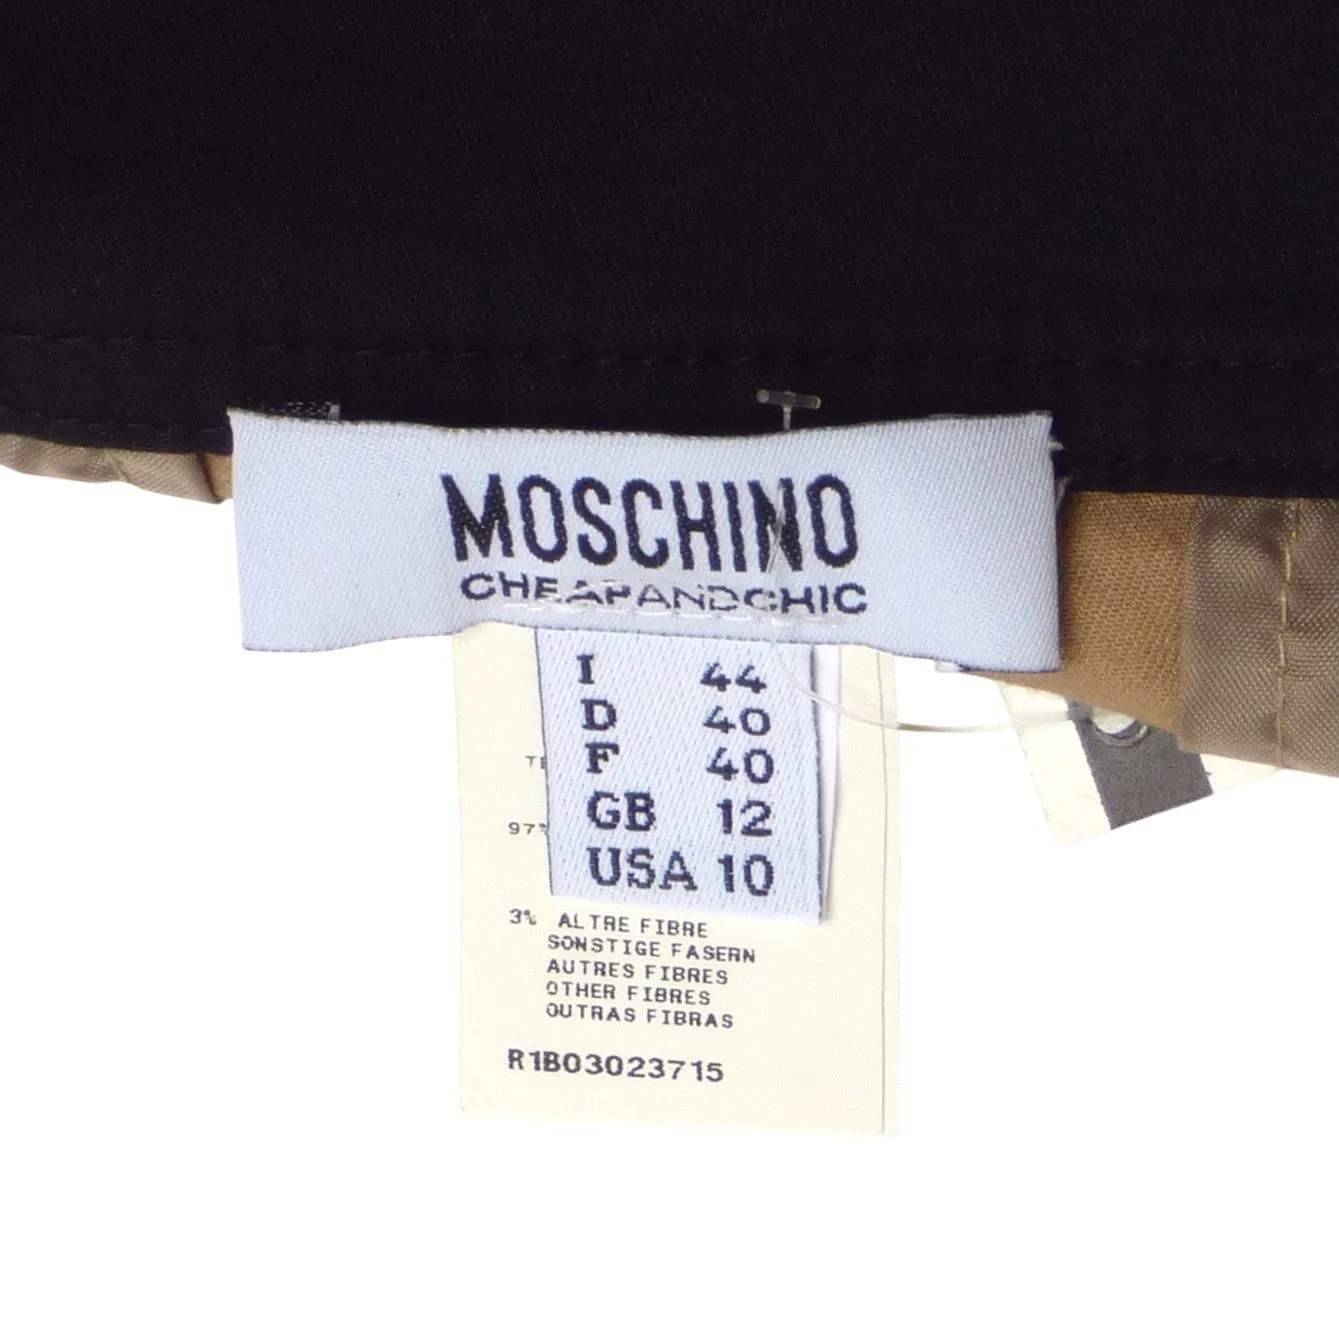 MOSCHINO
CHEAPANDCHIC
I 44
D 40
F 40
GB 12
USA 10
3% ALTRE FIBRE
SONSTIGE FASERN
AUTRES FIBRES
OTHER FIBRES
OUTRAS FIBRAS
R1B03023715